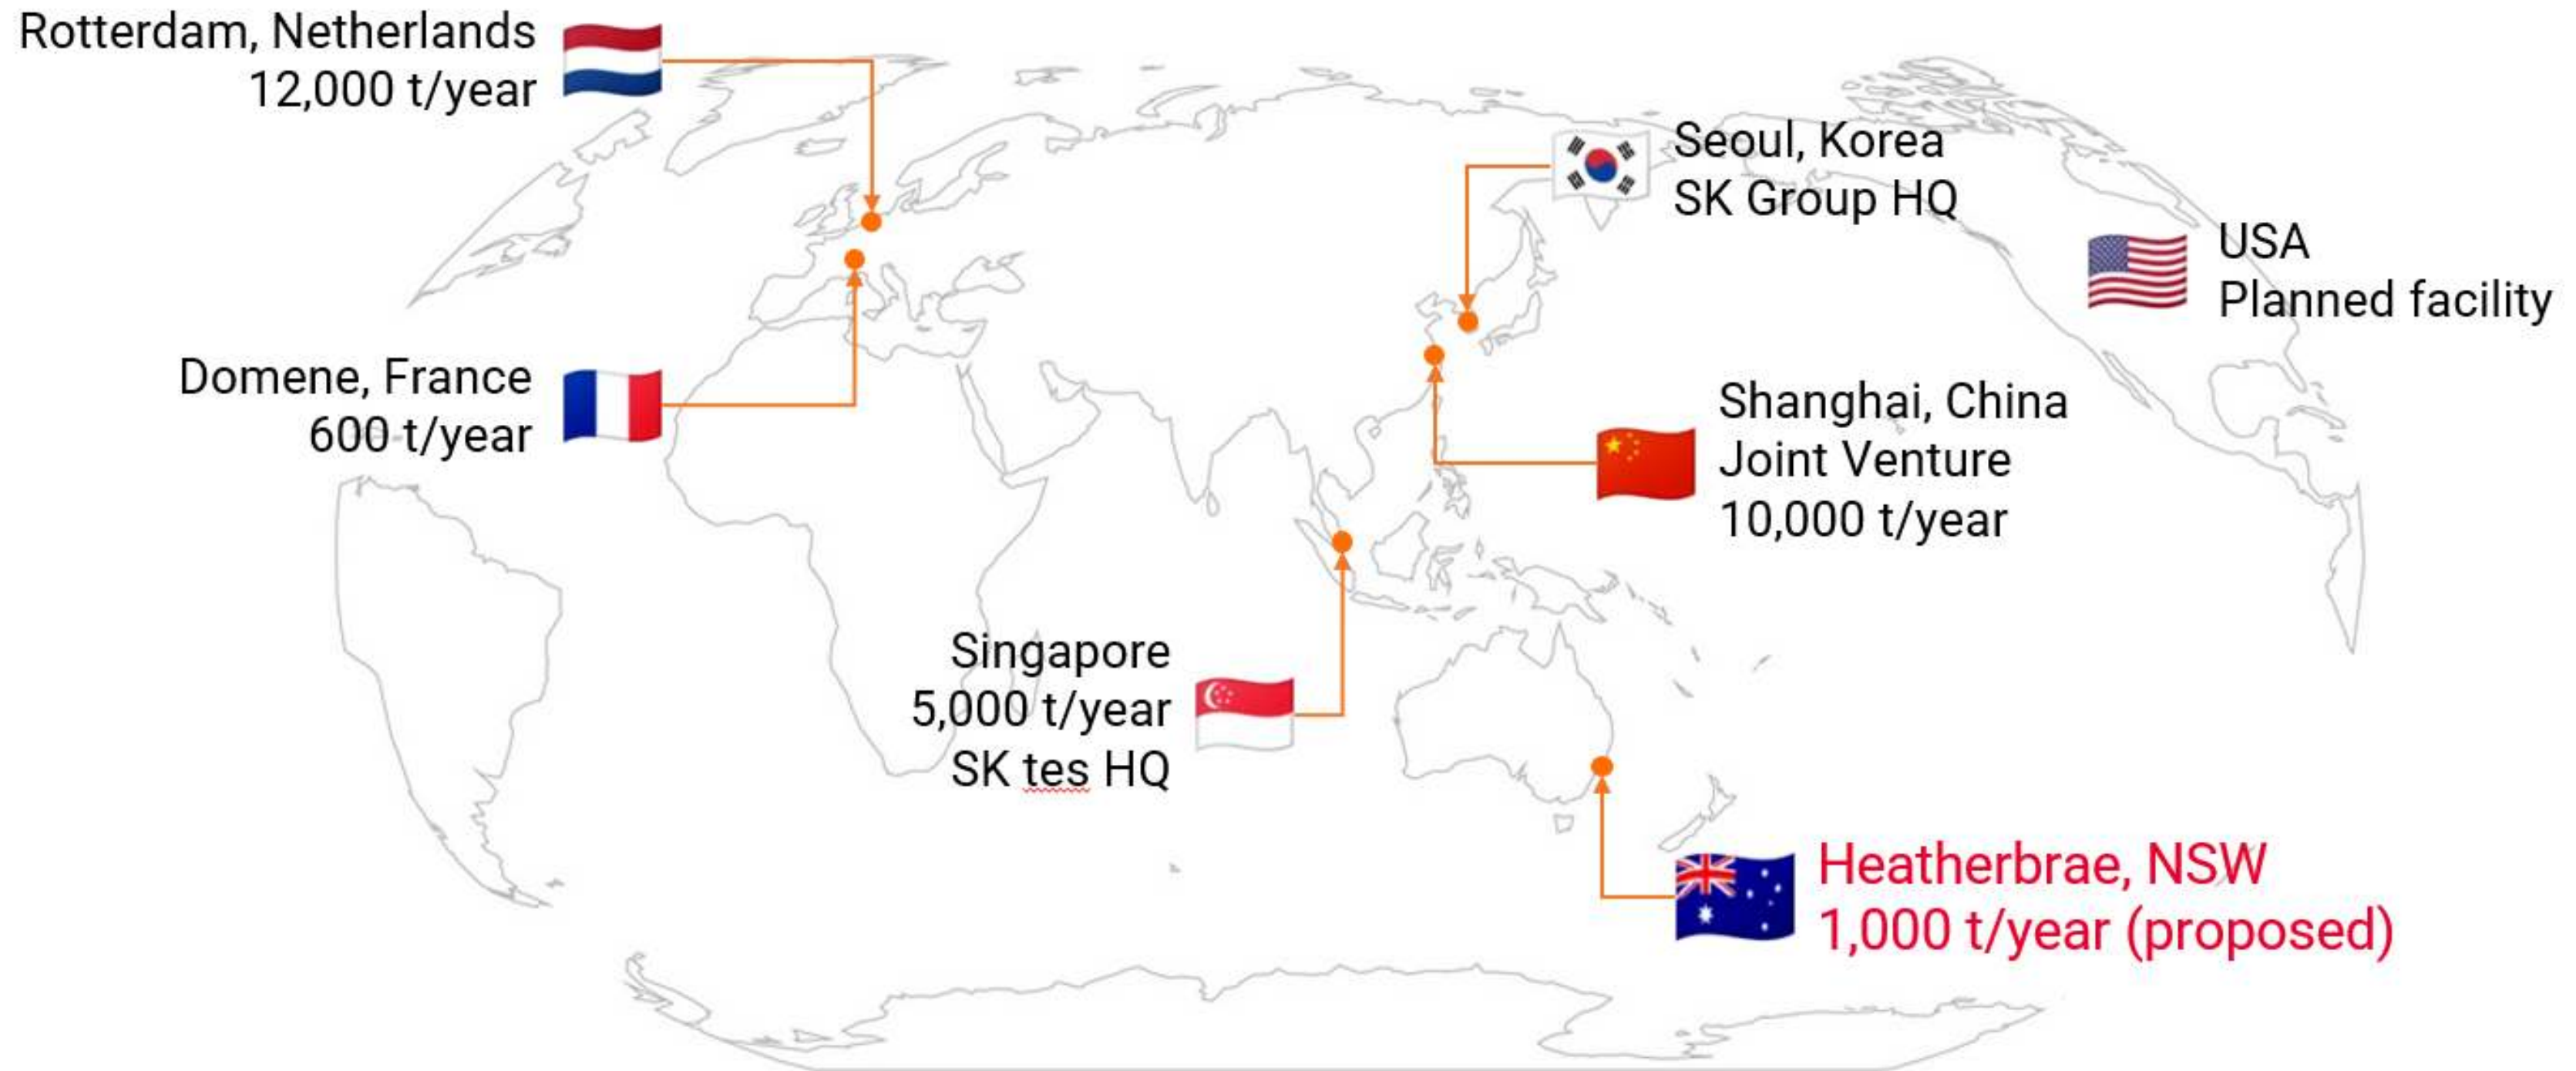 Rotterdam, Netherlands
12,000 t/year
Seoul, Korea
SK Group HQ
USA
Planned facility
Domene, France
600 t/year
Shanghai, China
Joint Venture
10,000 t/year
Singapore
5,000 t/year
SK tes HQ
Heatherbrae, NSW
1,000 t/year (proposed)